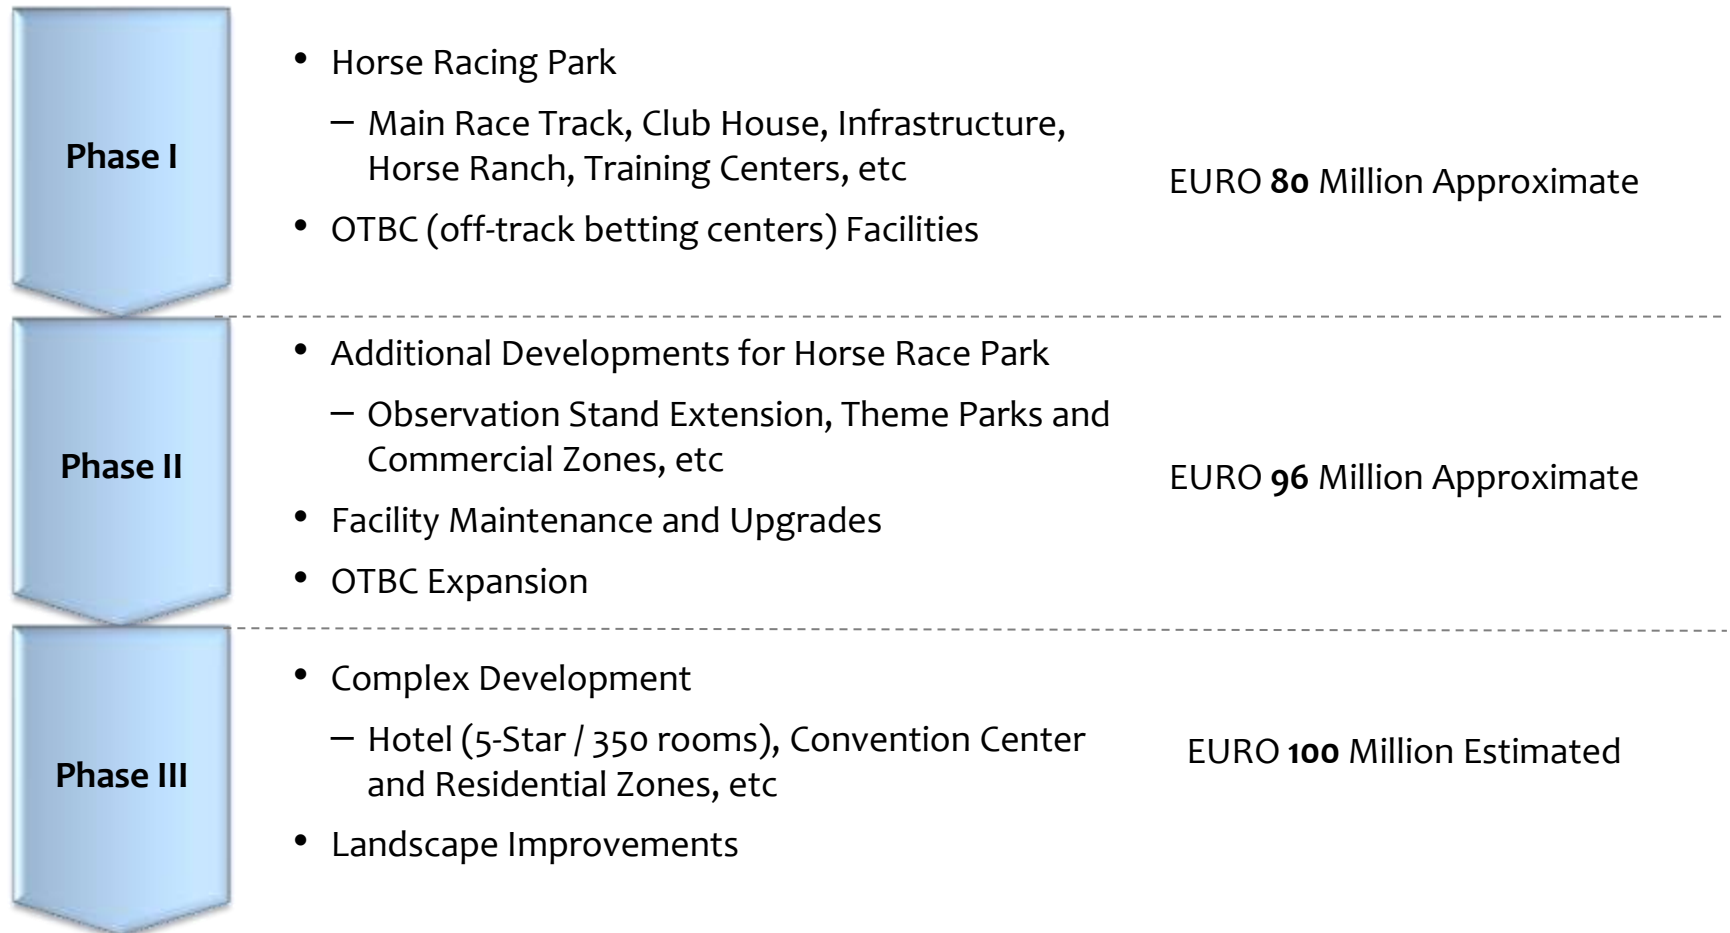 Phase I
• Horse Racing Park
– Main Race Track, Club House, Infrastructure,
Horse Ranch, Training Centers, etc
• OTBC (off-track betting centers) Facilities
EURO 80 Million Approximate
Phase II
• Additional Developments for Horse Race Park
– Observation Stand Extension, Theme Parks and
Commercial Zones, etc
• Facility Maintenance and Upgrades
• OTBC Expansion
EURO 96 Million Approximate
Phase III
• Complex Development
– Hotel (5-Star / 350 rooms), Convention Center
and Residential Zones, etc
• Landscape Improvements
EURO 100 Million Estimated